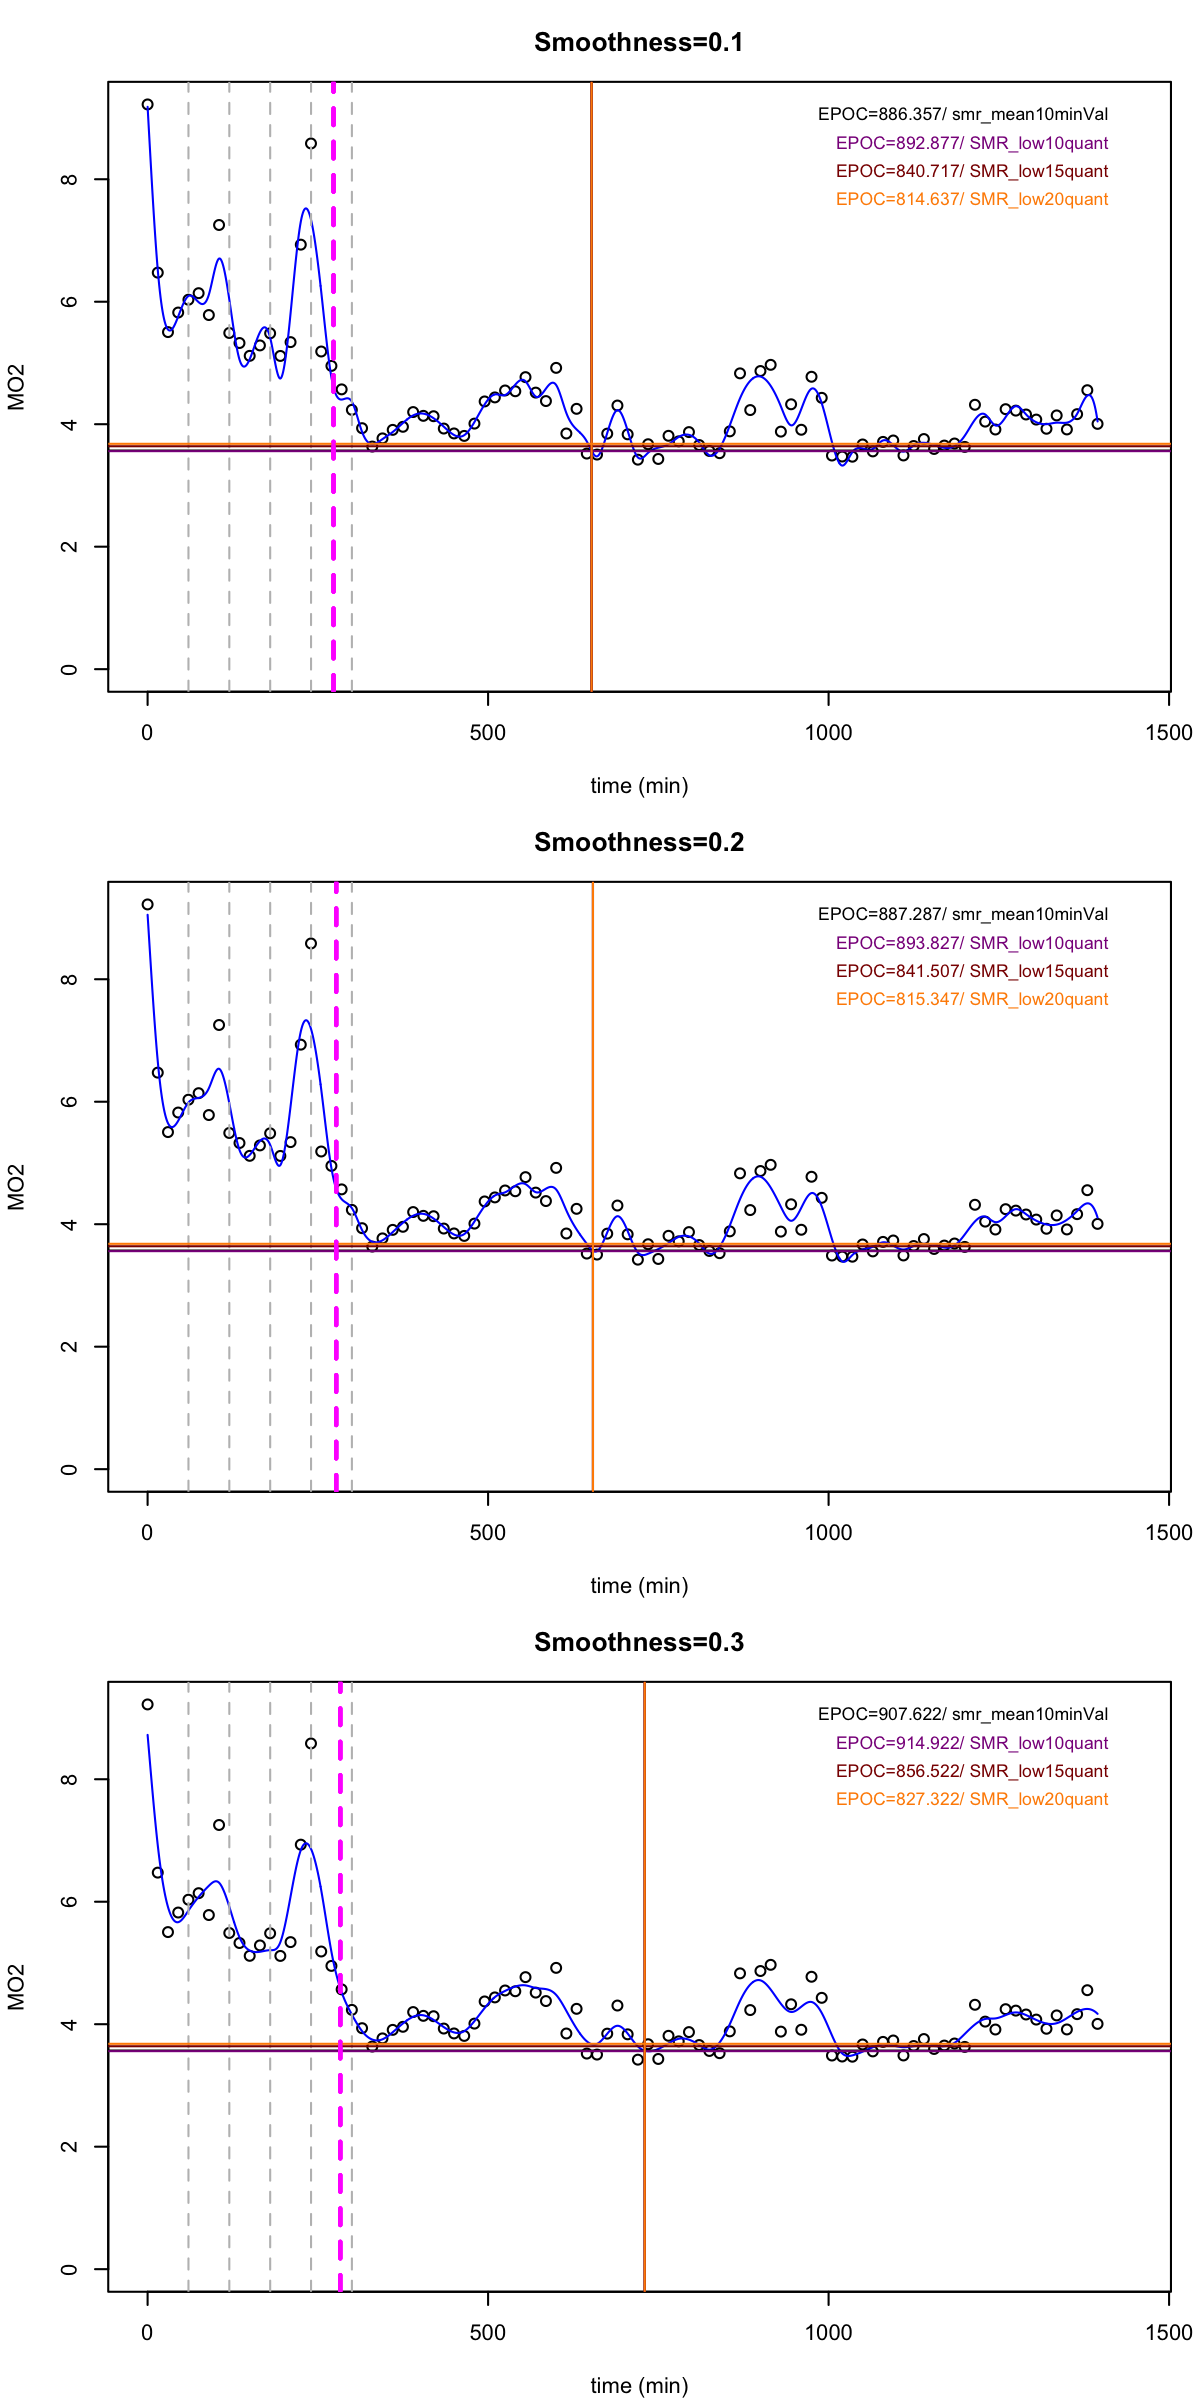 Smoothness=0.1
EPOC=886.357/ smr_mean10minVal
EPOC=892.877/ SMR_low10quant
EPOC=840.717/ SMR_low15quant
EPOC=814.637/ SMR_low20quant
8
6
4
2
0
MO2
0 500 1000 1500
time (min)
Smoothness=0.2
EPOC=887.287/ smr_mean10minVal
EPOC=893.827/ SMR_low10quant
EPOC=841.507/ SMR_low15quant
EPOC=815.347/ SMR_low20quant
8
6
4
2
0
MO2
0 500 1000 1500
time (min)
Smoothness=0.3
EPOC=907.622/ smr_mean10minVal
EPOC=914.922/ SMR_low10quant
EPOC=856.522/ SMR_low15quant
EPOC=827.322/ SMR_low20quant
8
6
4
2
0
MO2
0 500 1000 1500
time (min)